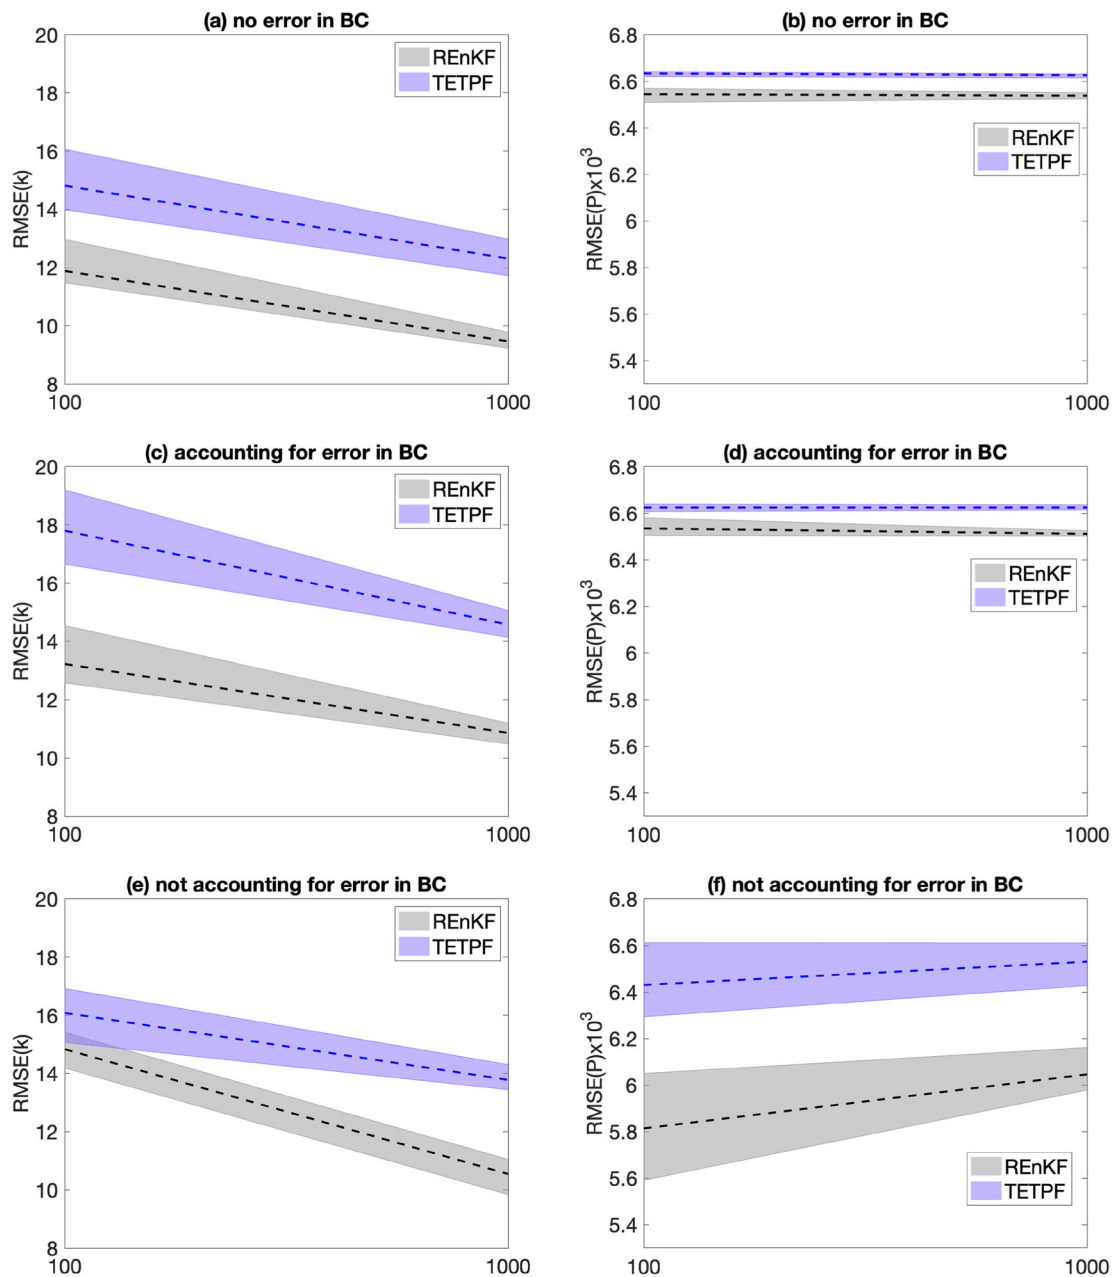 (a) no error in BC
20
18
16
14
12
10
8
RMSE(k)
REnKF
TETPF
100
1000
(b) no error in BC
6.8
6.6
6.4
6.2
6
5.8
5.6
5.4
RMSE(P)x10³
REnKF
TETPF
100
1000
(c) accounting for error in BC
20
18
16
14
12
10
8
RMSE(k)
REnKF
TETPF
100
1000
(d) accounting for error in BC
6.8
6.6
6.4
6.2
6
5.8
5.6
5.4
RMSE(P)x10³
REnKF
TETPF
100
1000
(e) not accounting for error in BC
20
18
16
14
12
10
8
RMSE(k)
REnKF
TETPF
100
1000
(f) not accounting for error in BC
6.8
6.6
6.4
6.2
6
5.8
5.6
5.4
RMSE(P)x10³
REnKF
TETPF
100
1000